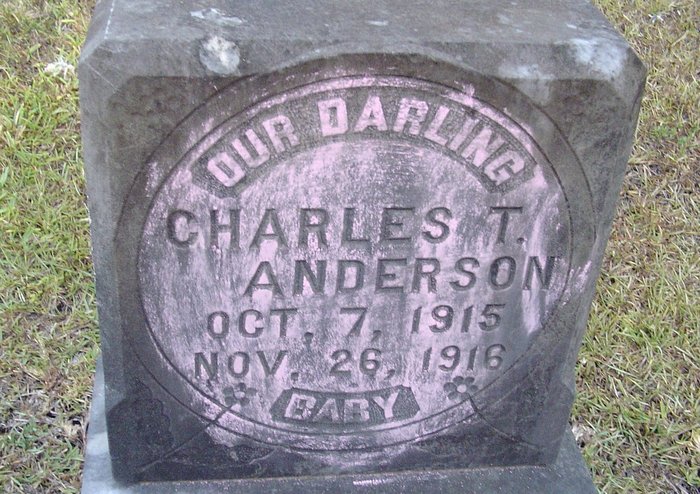 OUR DARLING
CHARLES T.
ANDERSON
OCT. 7, 1915
NOV. 26, 1916
BABY